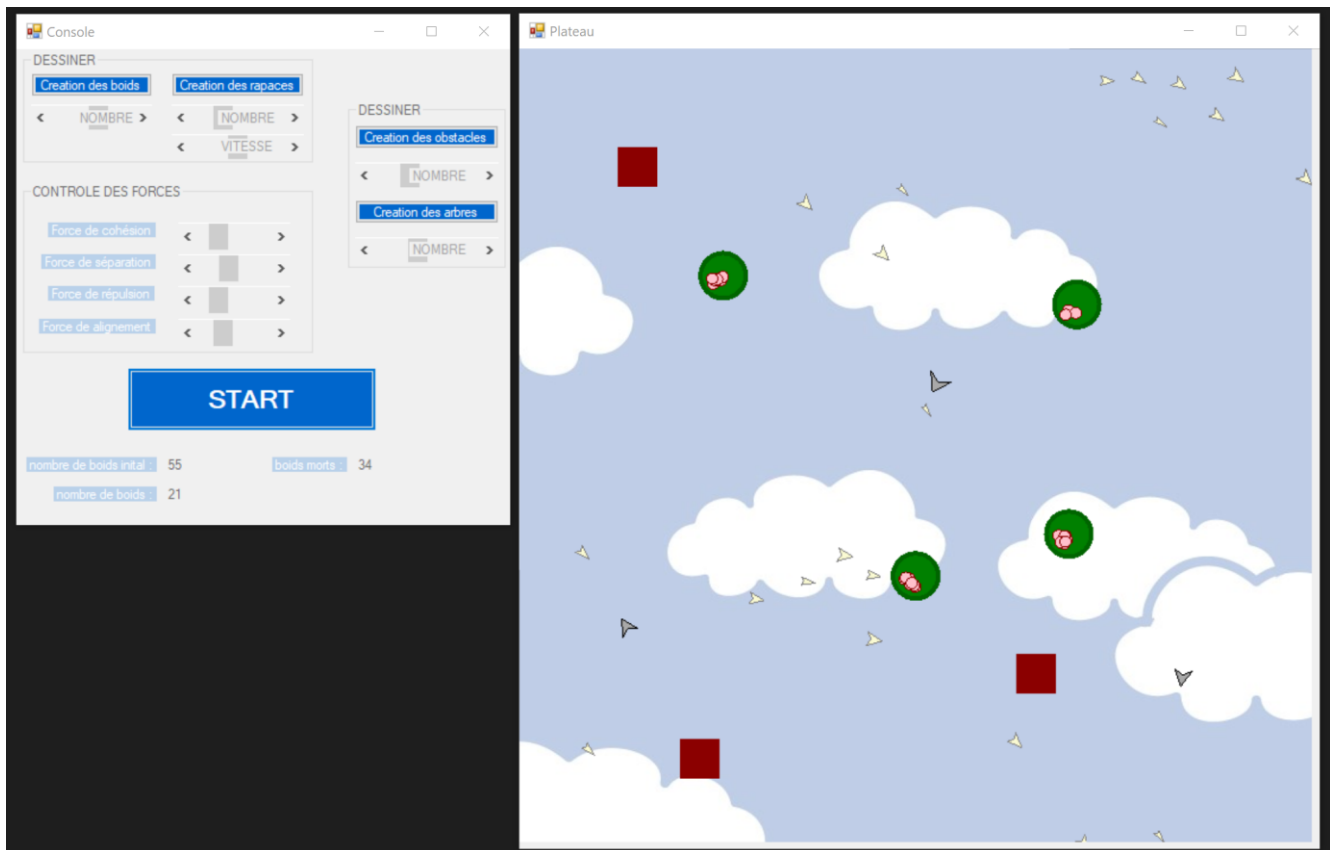 Console
DESSINER
Creation des boids
Creation des rapaces
NOMBRE
NOMBRE
VITESSE
DESSINER
Creation des obstacles
NOMBRE
Creation des arbres
NOMBRE
CONTROLE DES FORCES
Force de cohésion
Force de séparation
Force de répulsion
Force de alignement
START
nombre de boids inital : 55
boids morts : 34
nombre de boids : 21
Plateau